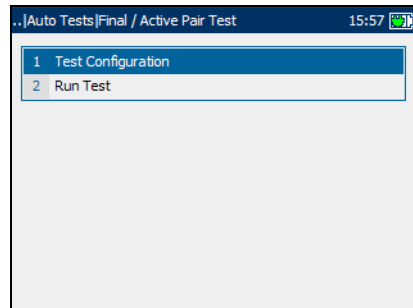 ..|Auto Tests|Final / Active Pair Test 15:57
1 Test Configuration
2 Run Test